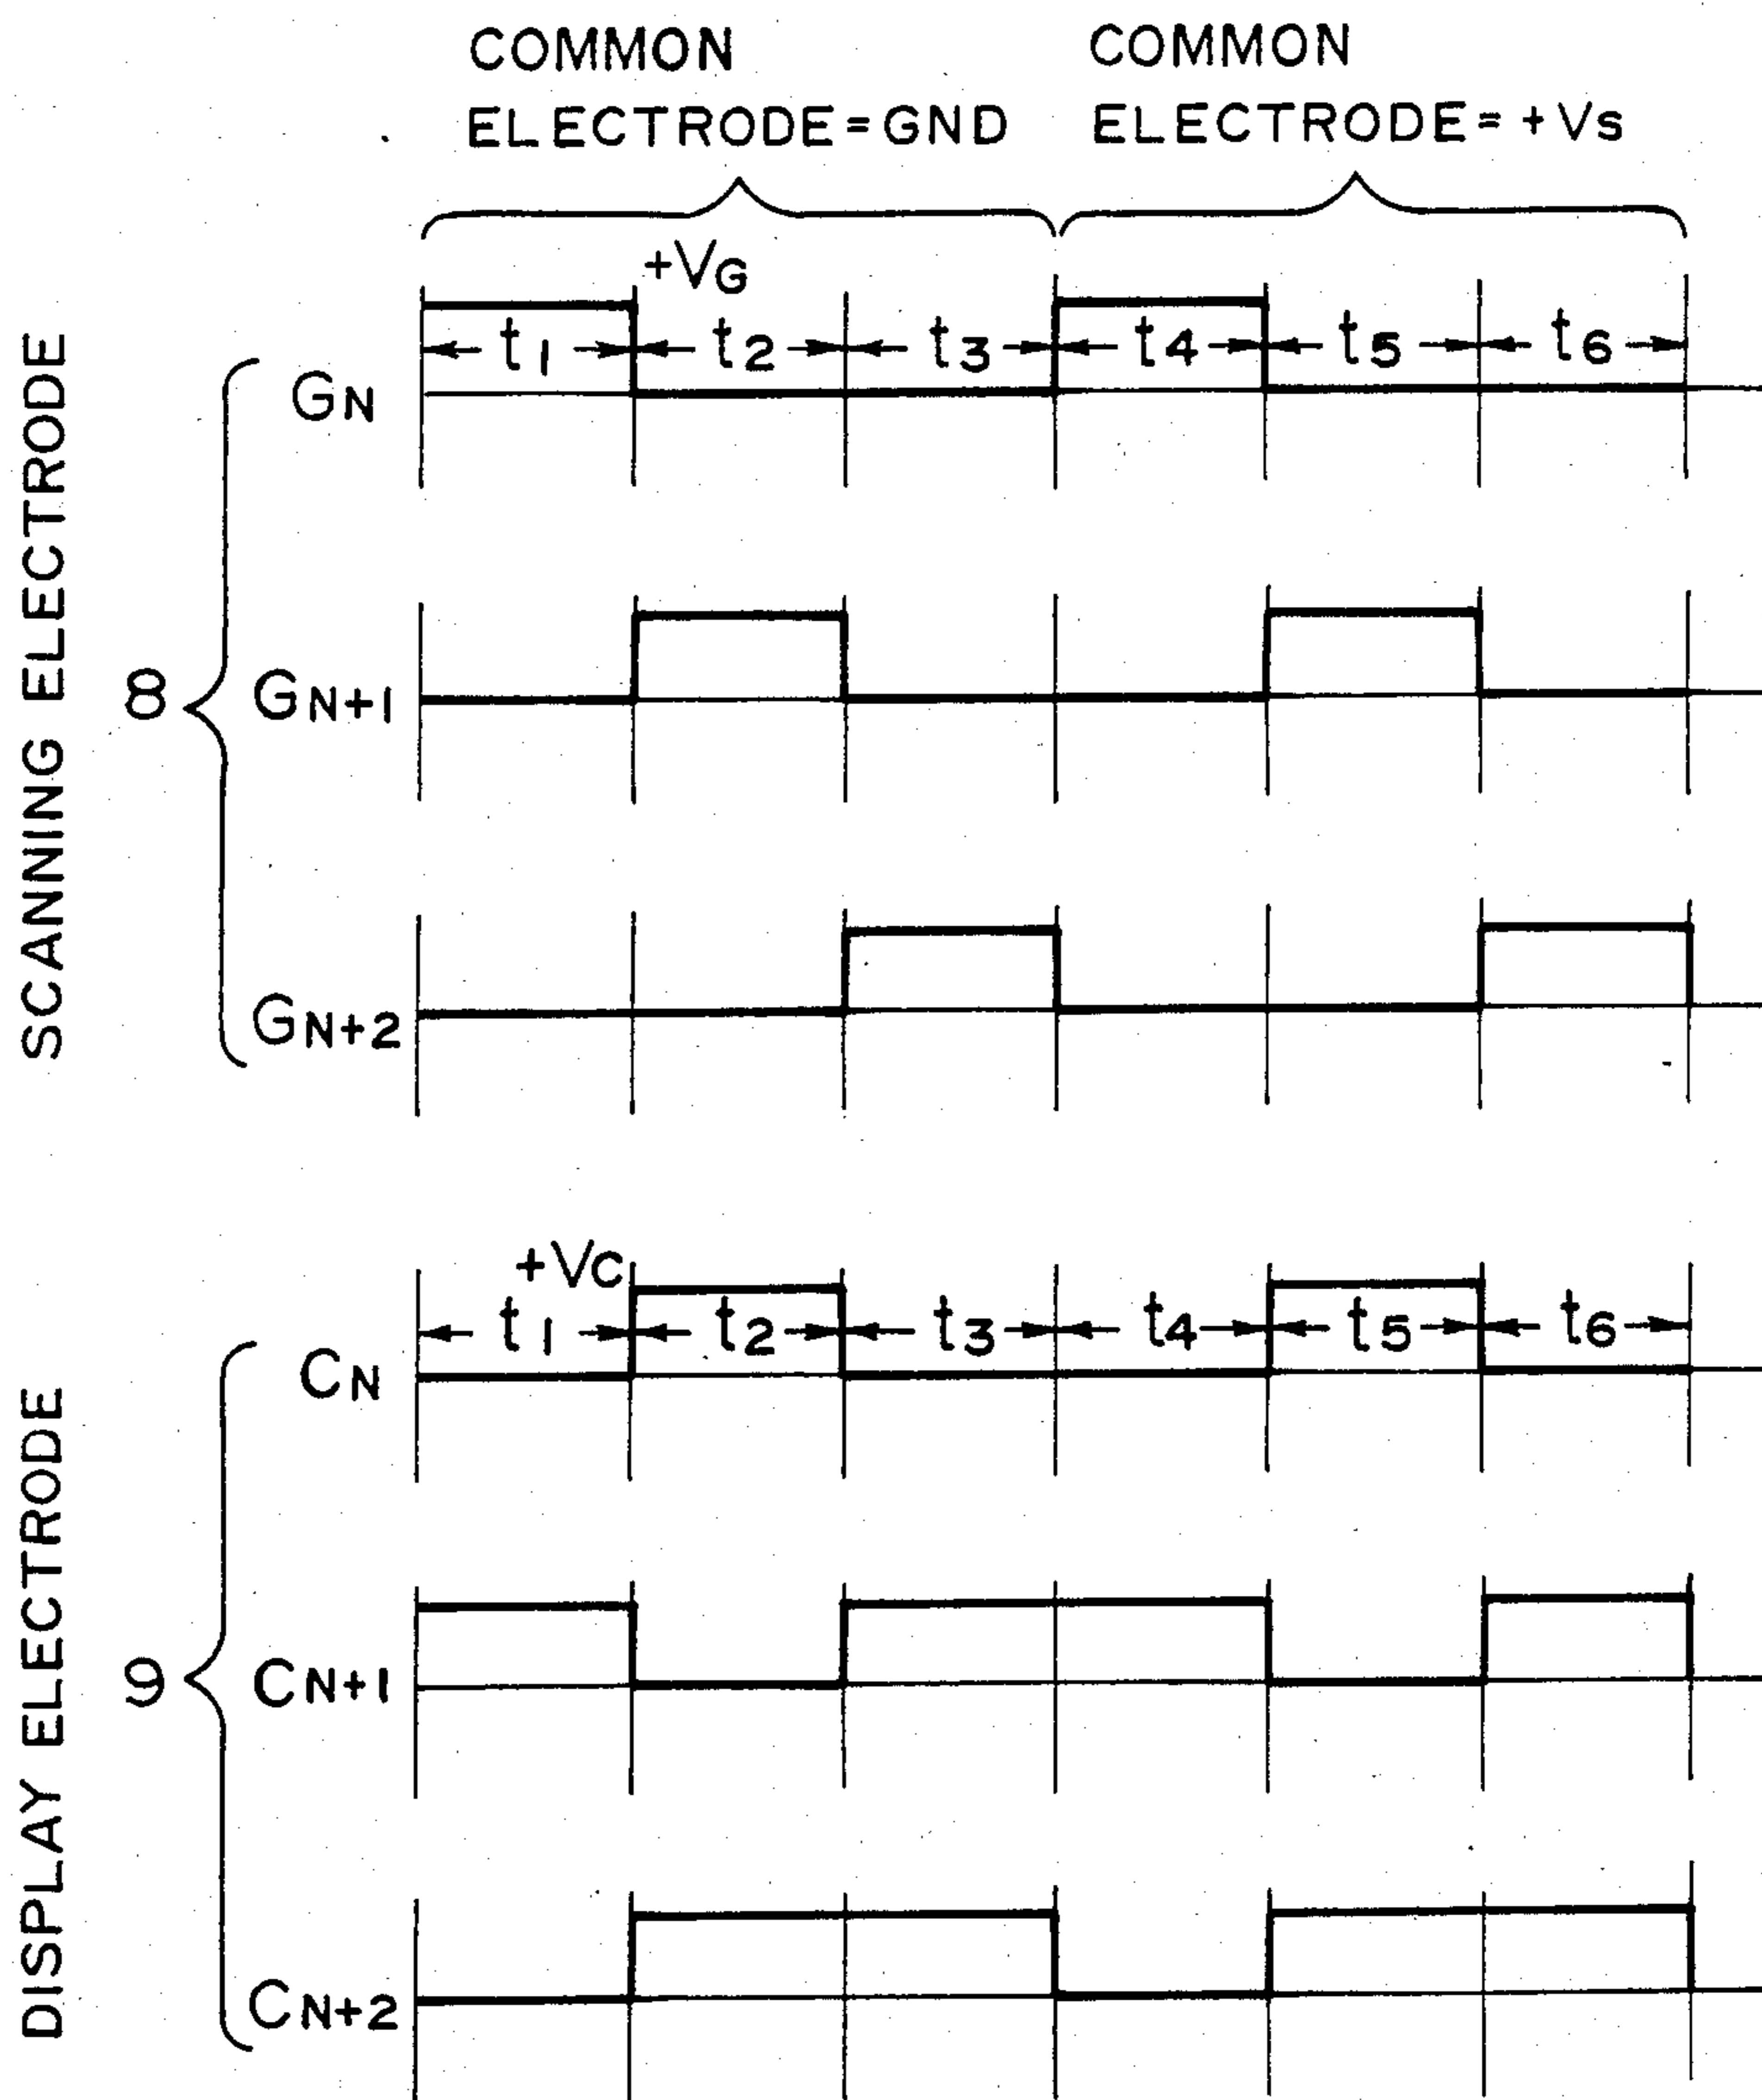 COMMON
ELECTRODE=GND
COMMON
ELECTRODE=+Vs
SCANNING ELECTRODE
8
+VG
t1 t2 t3 t4 t5 t6
GN
GN+1
GN+2
DISPLAY ELECTRODE
9
+VC
t1 t2 t3 t4 t5 t6
CN
CN+1
CN+2